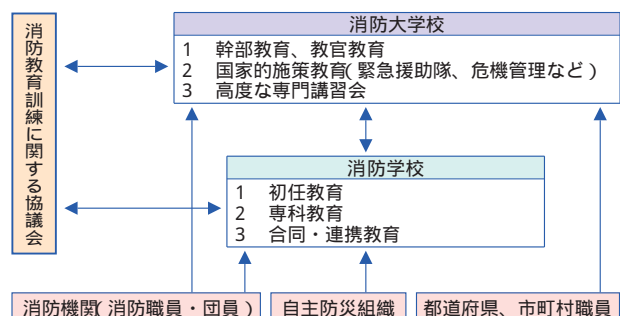 消防教育訓練に関する協議会
消防大学校
1 幹部教育、教官教育
2 国家的施策教育(緊急援助隊、危機管理など)
3 高度な専門講習会
消防学校
1 初任教育
2 専科教育
3 合同・連携教育
消防機関(消防職員・団員)
自主防災組織
都道府県、市町村職員